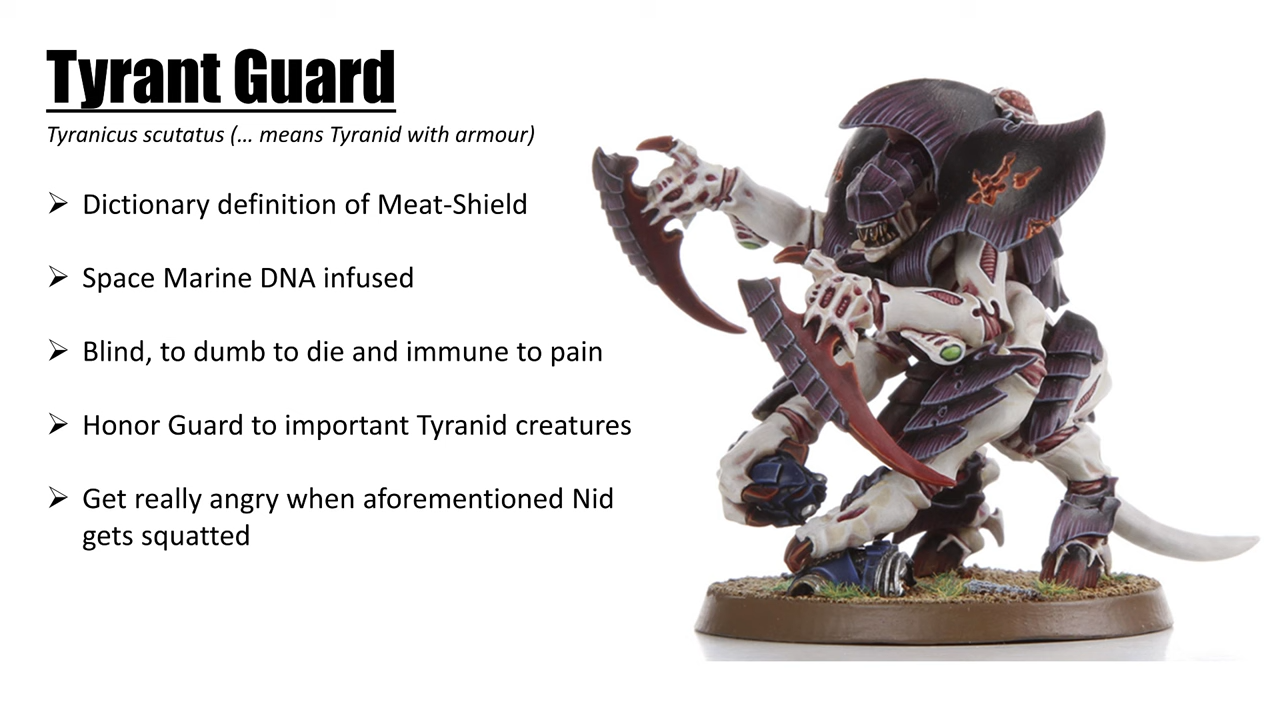 Tyrant Guard
Tyranicus scutatus (... means Tyranid with armour)
Dictionary definition of Meat-Shield
Space Marine DNA infused
Blind, to dumb to die and immune to pain
Honor Guard to important Tyranid creatures
Get really angry when aforementioned Nid
gets squatted